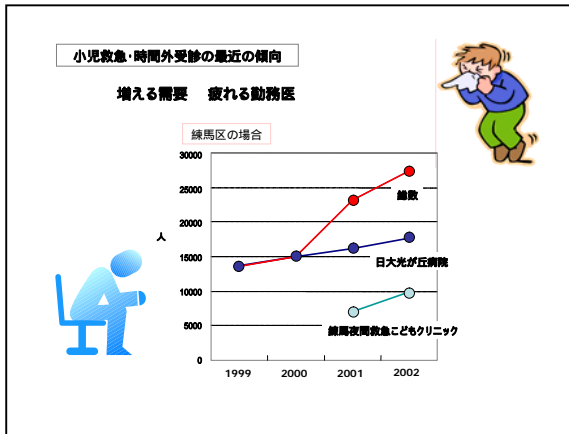 小児救急・時間外受診の最近の傾向
増える需要 疲れる勤務医
練馬区の場合
30000
25000
総数
20000
人
日大光が丘病院
15000
10000
練馬夜間救急こどもクリニック
5000
0
1999 2000 2001 2002